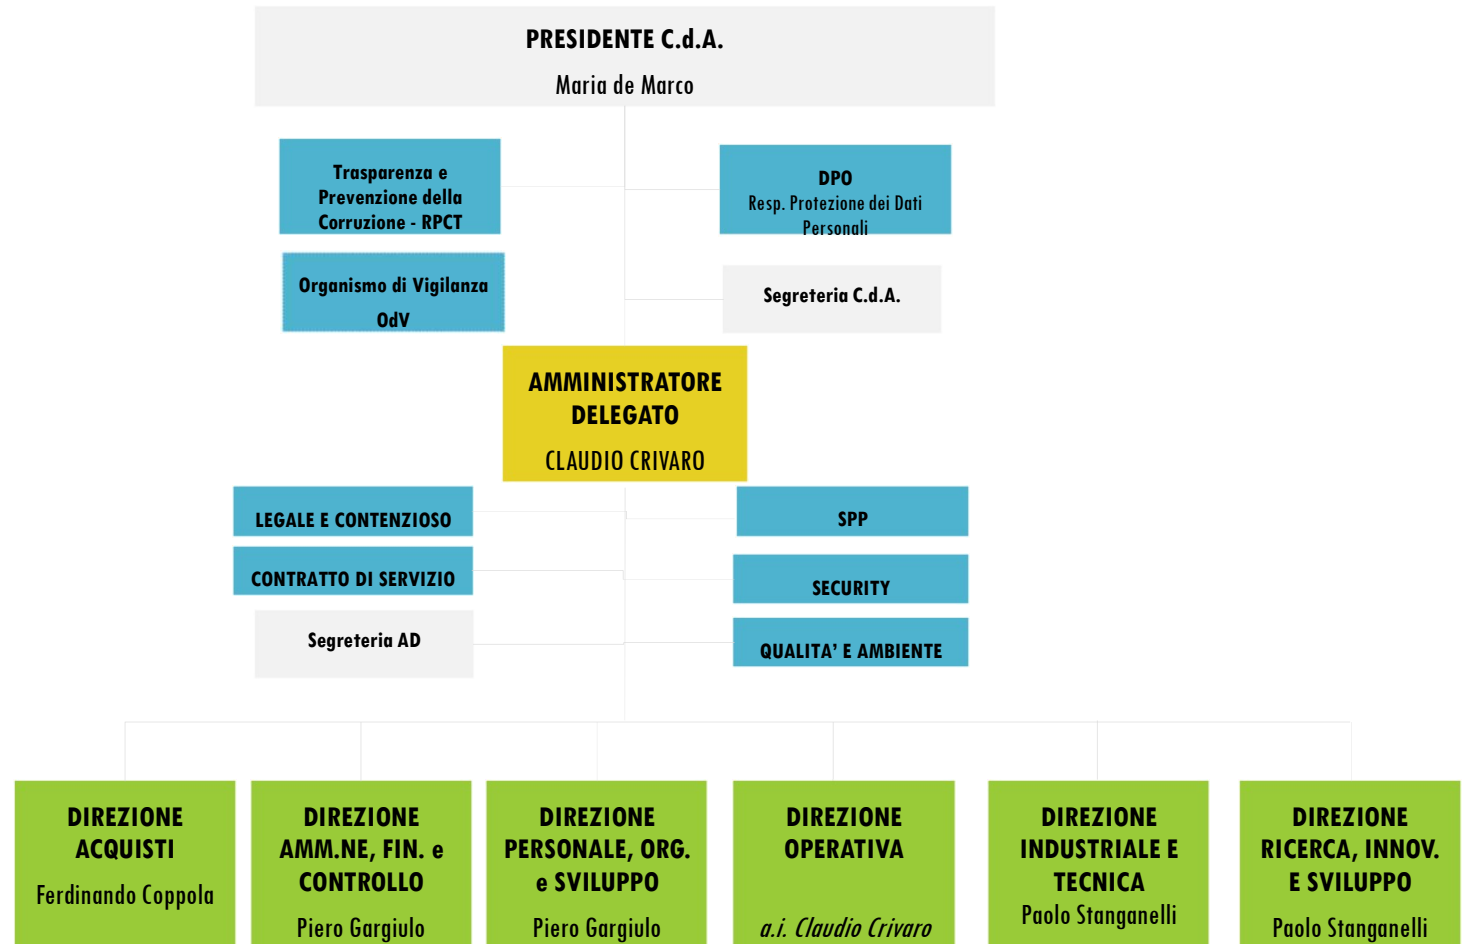 PRESIDENTE C.d.A.
Maria de Marco
Trasparenza e
Prevenzione della
Corruzione - RPCT
DPO
Resp. Protezione dei Dati
Personali
Organismo di Vigilanza
OdV
Segreteria C.d.A.
AMMINISTRATORE
DELEGATO
CLAUDIO CRIVARO
LEGALE E CONTENZIOSO
SPP
CONTRATTO DI SERVIZIO
SECURITY
Segreteria AD
QUALITA’ E AMBIENTE
DIREZIONE
ACQUISTI
Ferdinando Coppola
DIREZIONE
AMM.NE, FIN. e
CONTROLLO
Piero Gargiulo
DIREZIONE
PERSONALE, ORG.
e SVILUPPO
Piero Gargiulo
DIREZIONE
OPERATIVA
a.i. Claudio Crivaro
DIREZIONE
INDUSTRIALE E
TECNICA
Paolo Stanganelli
DIREZIONE
RICERCA, INNOV.
E SVILUPPO
Paolo Stanganelli